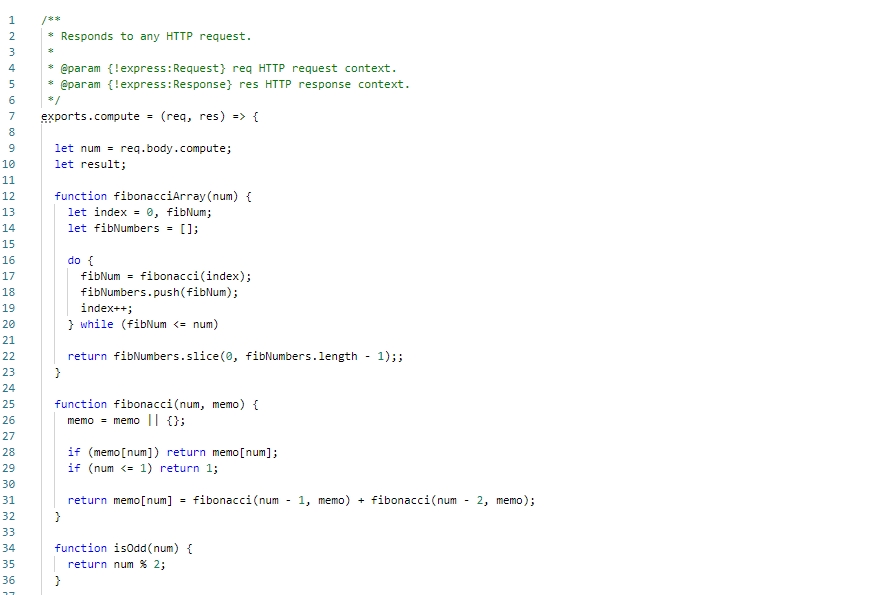 1 /**
2 * Responds to any HTTP request.
3 *
4 * @param {!express:Request} req HTTP request context.
5 * @param {!express:Response} res HTTP response context.
6 */
7 exports.compute = (req, res) => {
8
9 let num = req.body.compute;
10 let result;
11
12 function fibonacciArray(num) {
13 let index = 0, fibNum;
14 let fibNumbers = [];
15
16 do {
17 fibNum = fibonacci(index);
18 fibNumbers.push(fibNum);
19 index++;
20 } while (fibNum <= num)
21
22 return fibNumbers.slice(0, fibNumbers.length - 1);;
23 }
24
25 function fibonacci(num, memo) {
26 memo = memo || {};
27
28 if (memo[num]) return memo[num];
29 if (num <= 1) return 1;
30
31 return memo[num] = fibonacci(num - 1, memo) + fibonacci(num - 2, memo);
32 }
33
34 function isOdd(num) {
35 return num % 2;
36 }
37